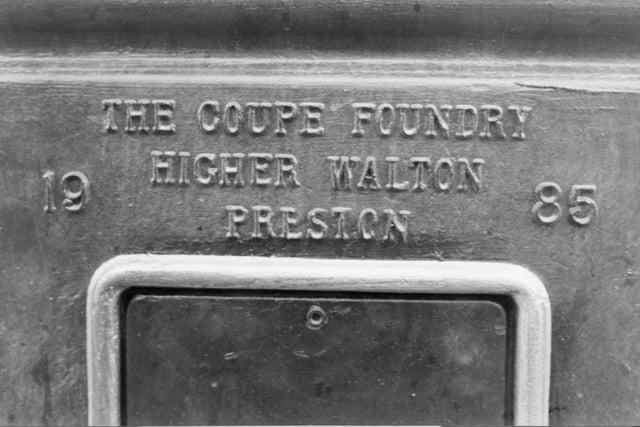 THE COUPE FOUNDRY
HIGHER WALTON
19 85
PRESTON